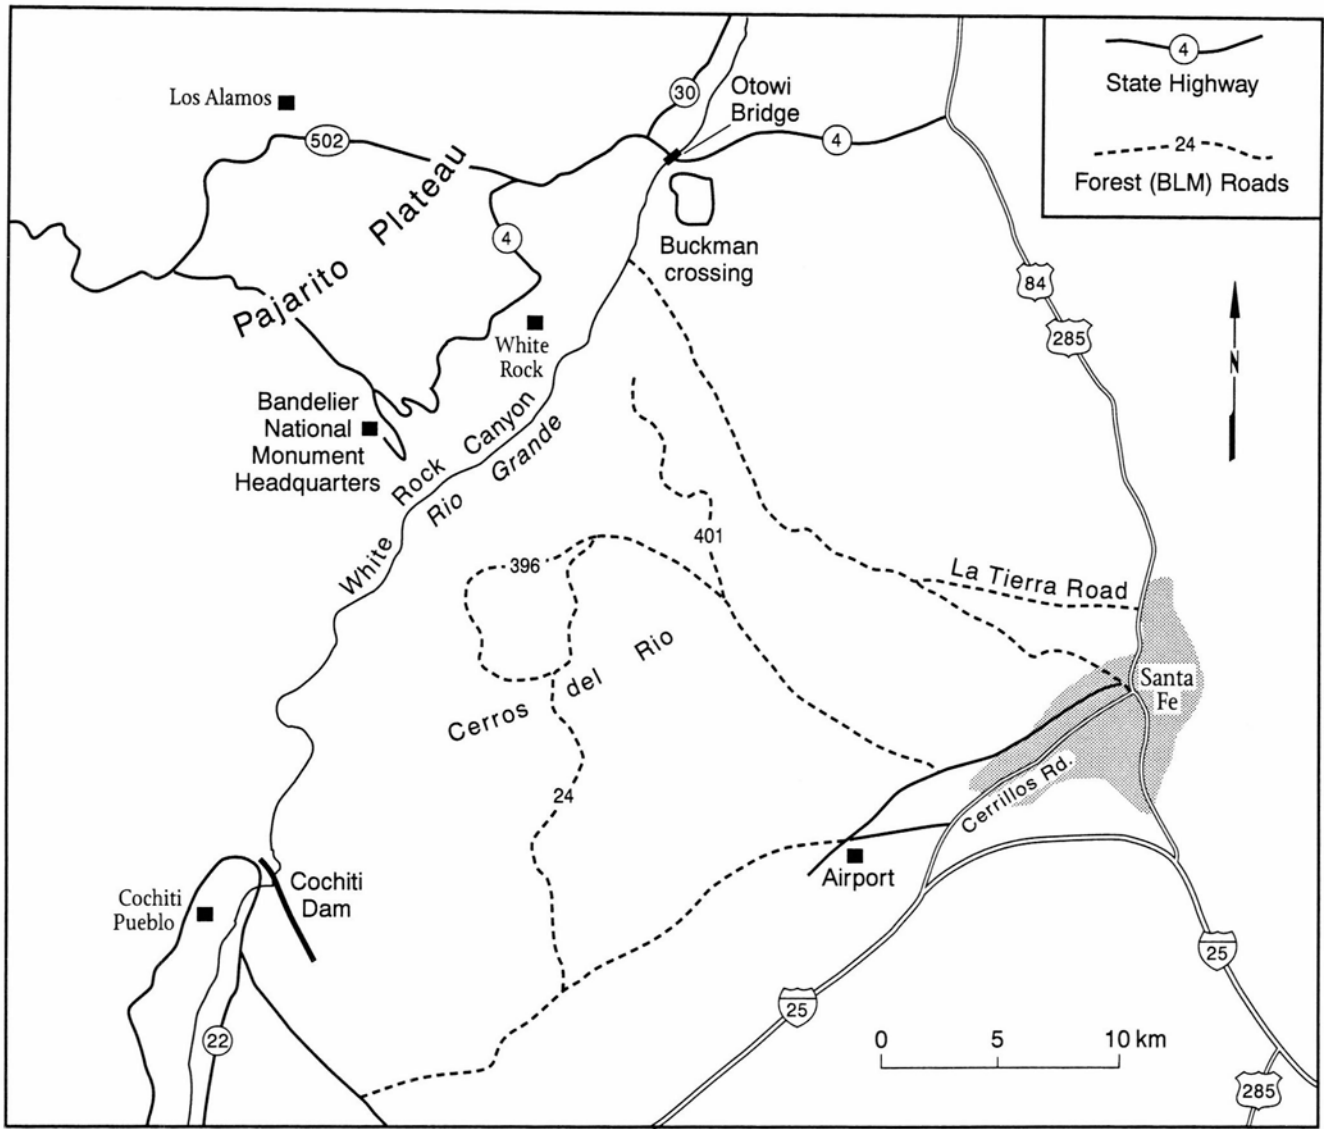 4
State Highway
24
Forest (BLM) Roads
Los Alamos
502
30
Otowi
Bridge
4
Pajarito Plateau
4
Buckman
crossing
84
285
N
White
Rock
Bandelier
National
Monument
Headquarters
White Rock Canyon
Rio Grande
401
396
La Tierra Road
Cerros del Rio
Santa
Fe
24
Cerrillos Rd.
Airport
Cochiti
Dam
Cochiti
Pueblo
25
25
22
0 5 10 km
285